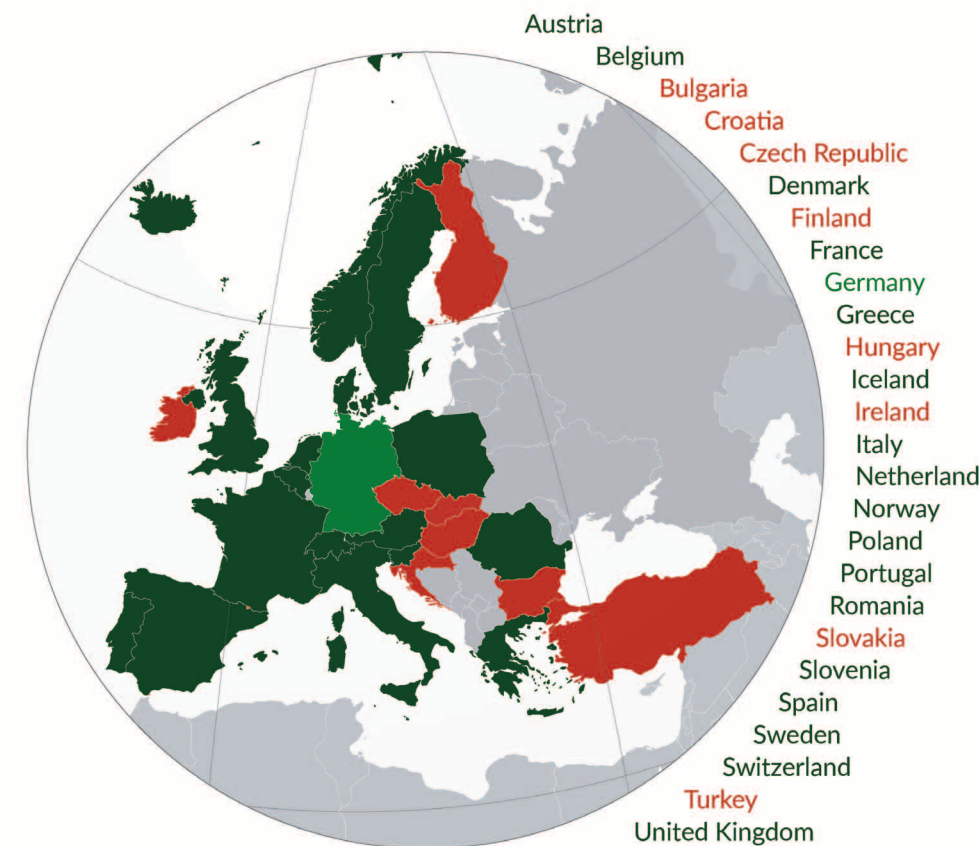 Austria
Belgium
Bulgaria
Croatia
Czech Republic
Denmark
Finland
France
Germany
Greece
Hungary
Iceland
Ireland
Italy
Netherland
Norway
Poland
Portugal
Romania
Slovakia
Slovenia
Spain
Sweden
Switzerland
Turkey
United Kingdom